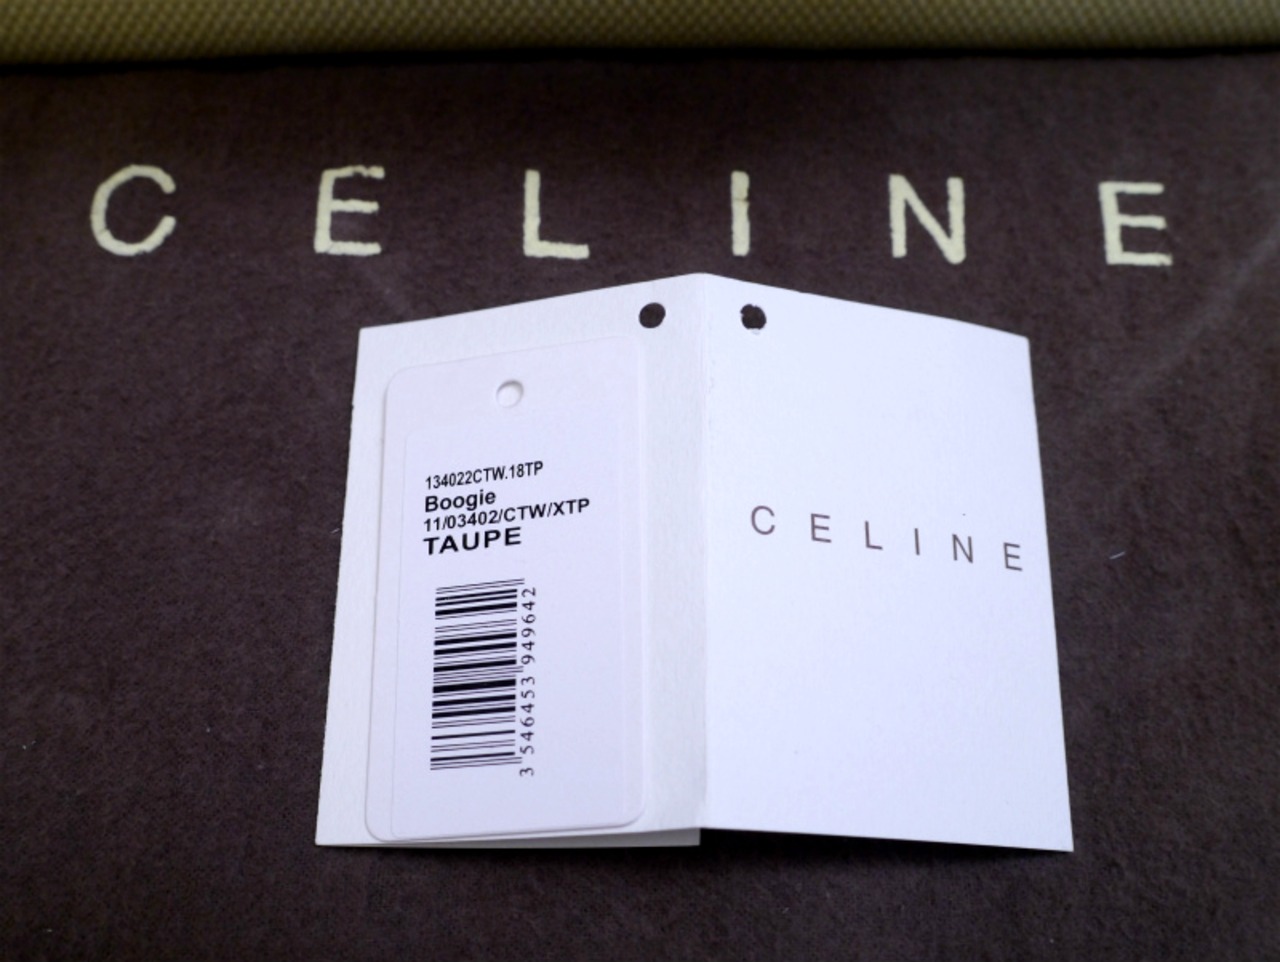 CELINE
134022CTW.18TP
Boogie
11/03402/CTW/XTP
TAUPE
3 546453 949642
CELINE